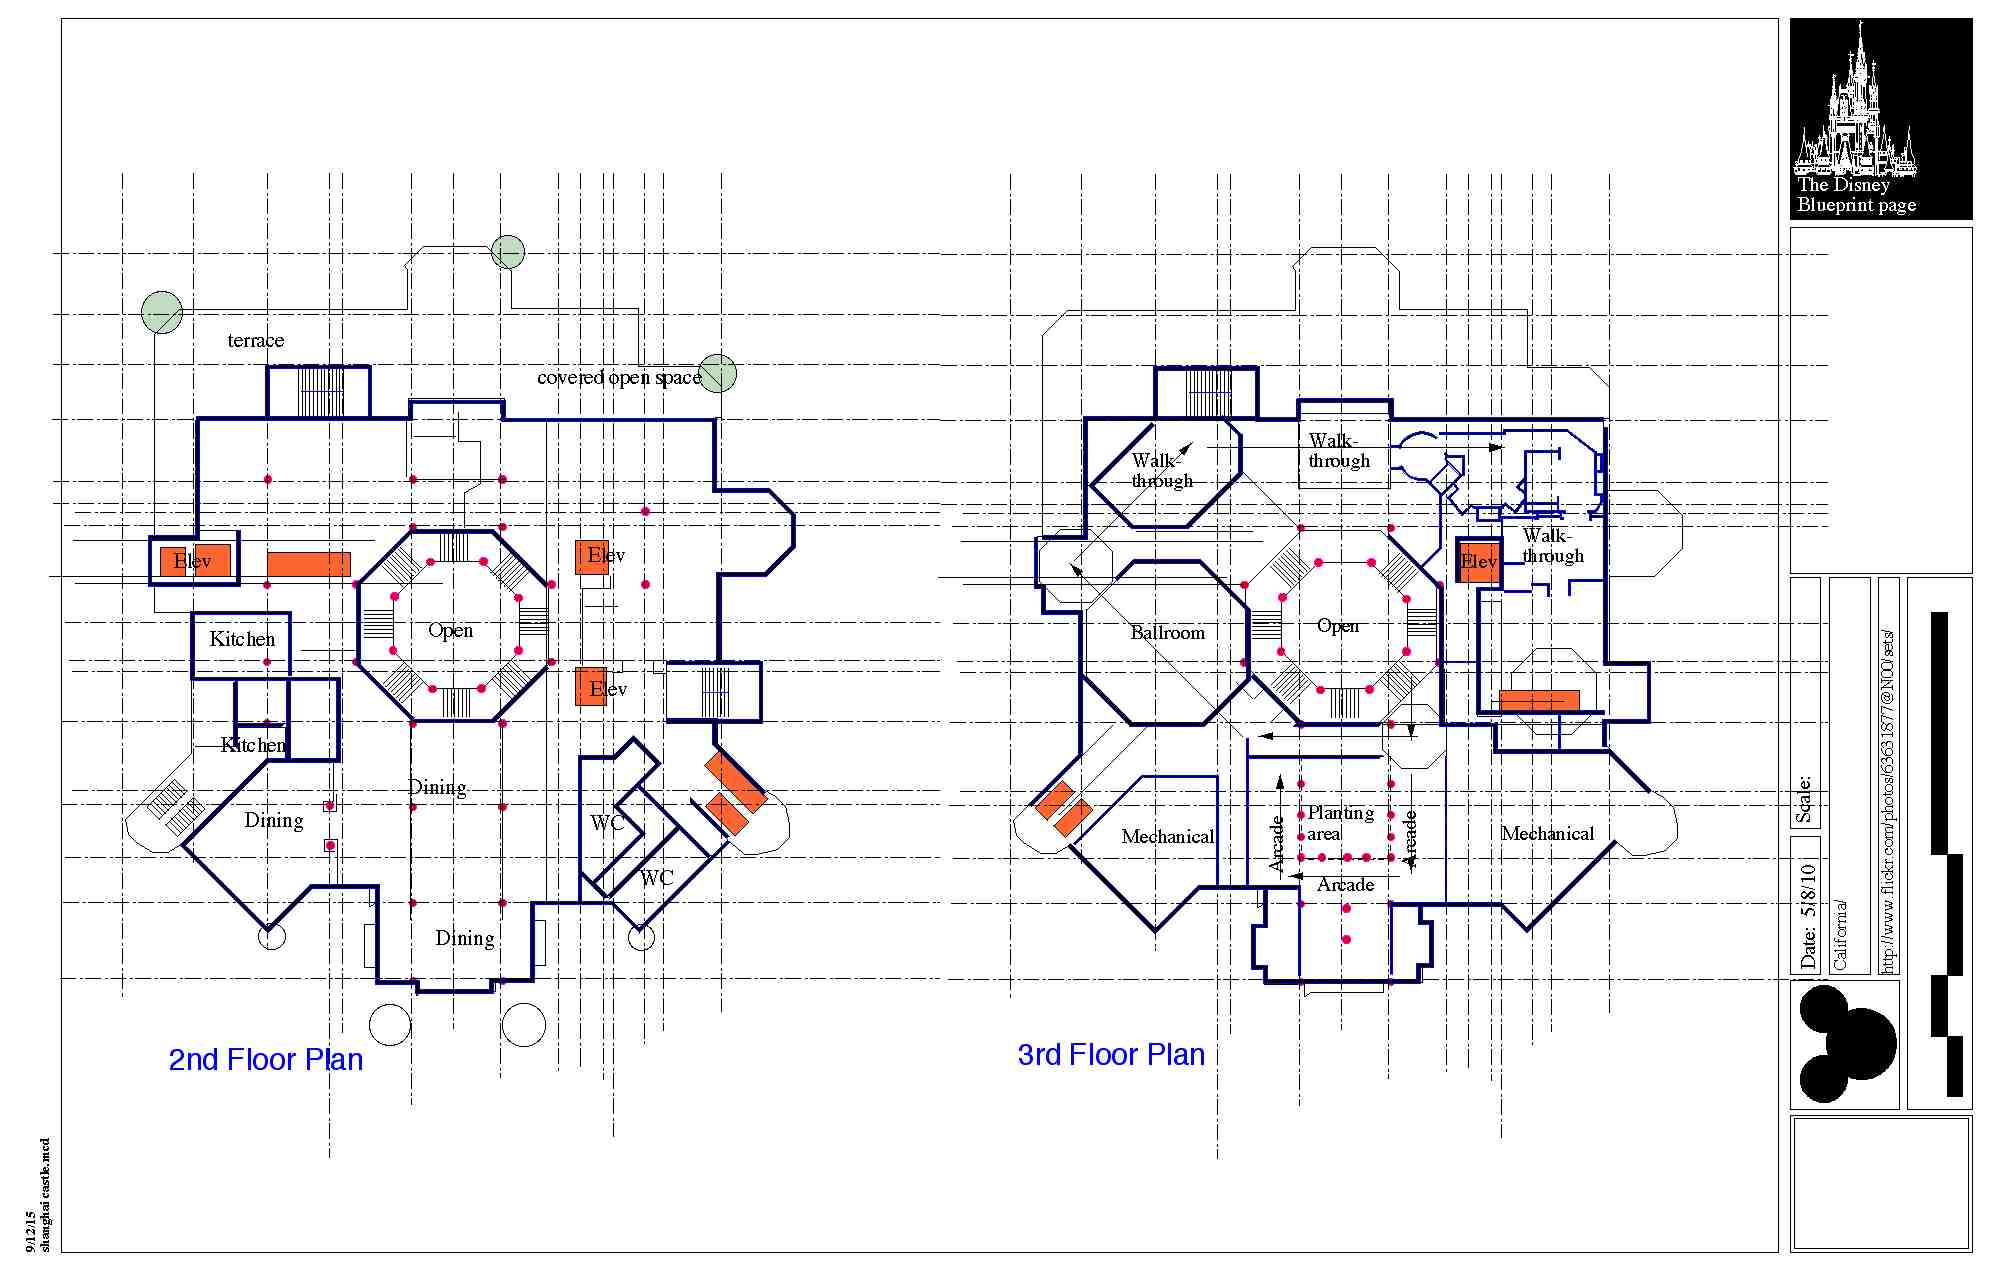 The Disney
Blueprint page
terrace
covered open space
Elev
Elev
Kitchen
Open
Elev
Kitchen
Dining
Dining
WC
WC
Dining
2nd Floor Plan
Walk-
through
Walk-
through
Walk-
through
Elev
Ballroom
Open
Planting
area
Mechanical
Mechanical
Arcade
Arcade
Arcade
3rd Floor Plan
Scale:
Date: 5/8/10
California/
http://www.flickr.com/photos/63631877@N00/sets/
9/12/15
shanghai castle.mcd